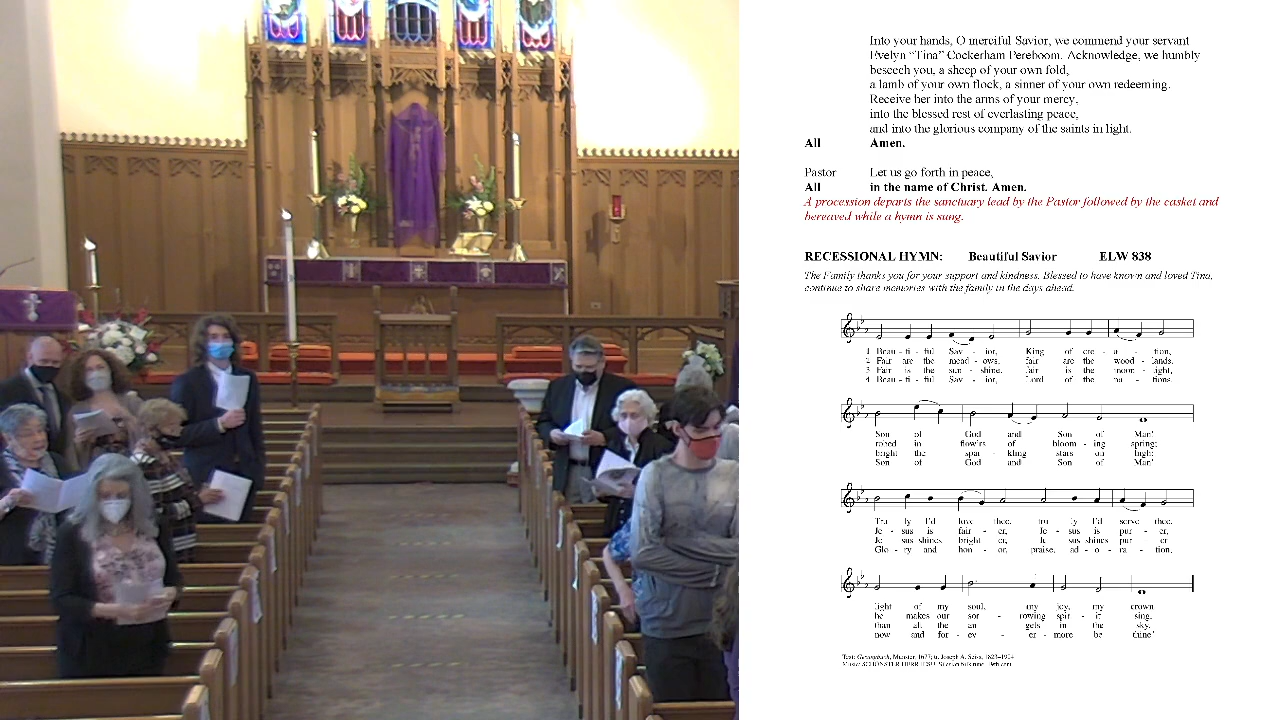 Into your hands, O merciful Savior, we commend your servant
Evelyn "Tina" Cockerham Pereboom. Acknowledge, we humbly
beseech you, a sheep of your own fold,
a lamb of your own flock, a sinner of your own redeeming.
Receive her into the arms of your mercy,
into the blessed rest of everlasting peace,
and into the glorious company of the saints in light.
All Amen.
Pastor Let us go forth in peace,
All in the name of Christ. Amen.
A procession departs the sanctuary lead by the Pastor followed by the casket and
bereaved while a hymn is sung.
RECESSIONAL HYMN: Beautiful Savior ELW 838
The Family thanks you for your support and kindness. Blessed to have known and loved Tina,
continue to share memories with the family in the days ahead.
1 Beau - ti - ful Sav - ior, King of cre - a - tion,
2 Fair are the mead - ows, fair are the wood - lands,
3 Fair is the sun - shine, fair is the moon - light,
4 Beau - ti - ful Sav - ior, Lord of the na - tions,
Son of God and Son of Man!
robed in flow'rs of bloom - ing spring;
bright the spar - kling stars on high;
Son of God and Son of Man!
Tru - ly I'd love thee, tru - ly I'd serve thee,
Je - sus is fair - er, Je - sus is pur - er,
Je - sus shines bright - er, Je - sus shines pur - er
Glo - ry and hon - or, praise, ad - o - ra - tion,
light of my soul, my joy, my crown.
he makes our sor - rowing spir - it sing.
than all the an - gels in the sky.
now and for - ev - er - more be thine!
Text: Gesangbuch, Münster, 1677; tr. Joseph A. Seiss, 1823–1904